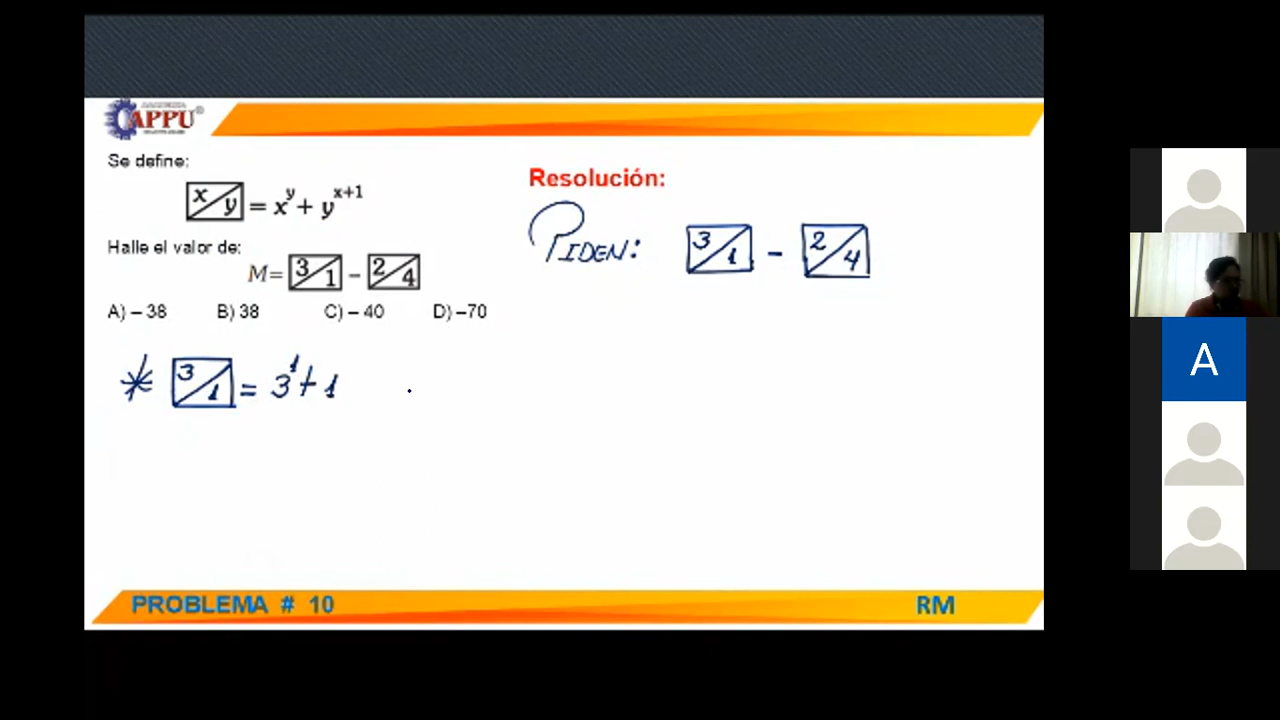 APPU
Se define:
x/y = x^y + y^(x+1)
Halle el valor de:
M= 3/1 - 2/4
A) – 38 B) 38 C) – 40 D) –70
* 3/1 = 3^1 + 1
Resolución:
PIDEN: 3/1 - 2/4
A
PROBLEMA # 10
RM